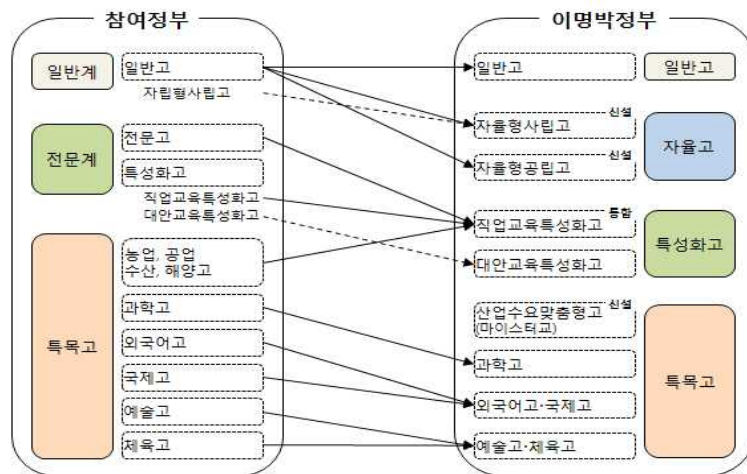 참여정부
일반계
일반고
자립형사립고
전문계
전문고
특성화고
직업교육특성화고
대안교육특성화고
특목고
농업, 공업
수산, 해양고
과학고
외국어고
국제고
예술고
체육고
이명박정부
일반고
일반고
신설
자율형사립고
신설
자율형공립고
자율고
통합
직업교육특성화고
대안교육특성화고
특성화고
신설
산업수요맞춤형고
(마이스터교)
과학고
외국어고·국제고
예술고·체육고
특목고